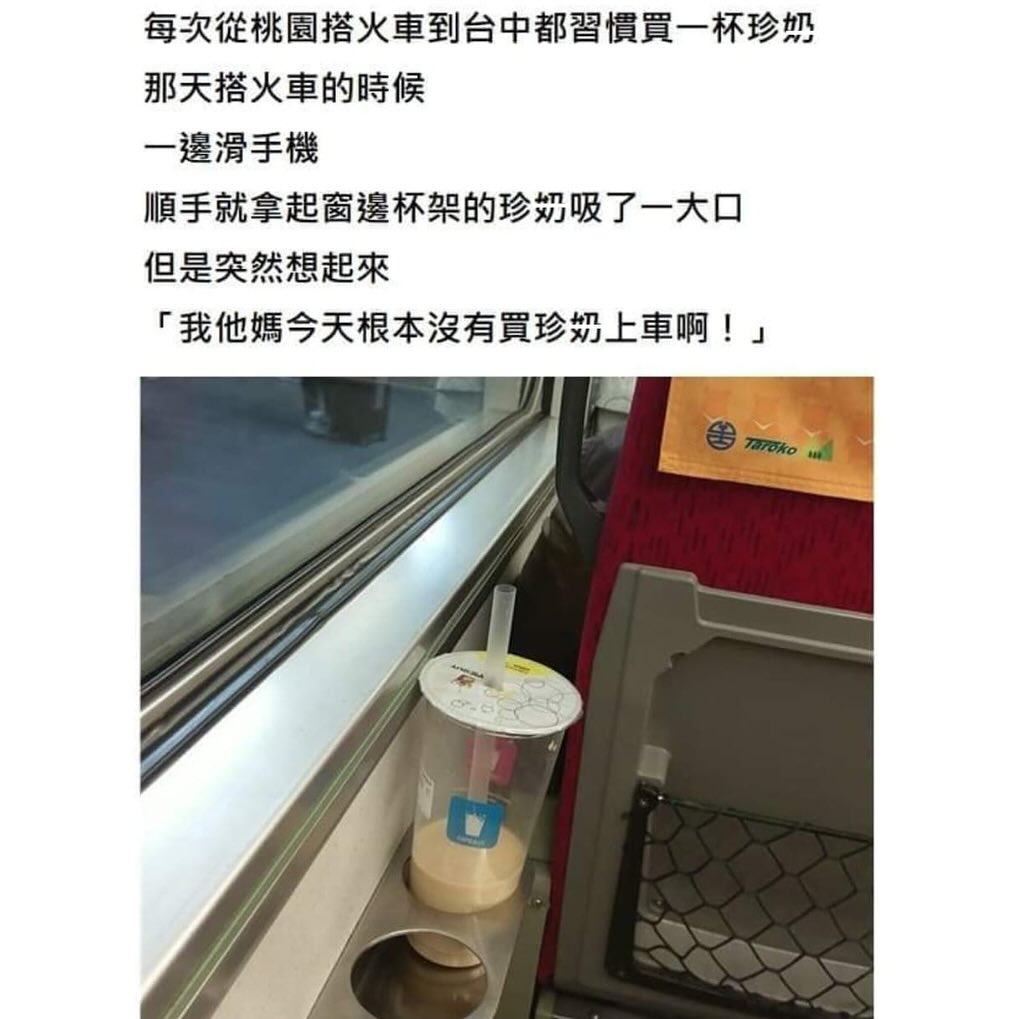 每次從桃園搭火車到台中都習慣買一杯珍奶
那天搭火車的時候
一邊滑手機
順手就拿起窗邊杯架的珍奶吸了一大口
但是突然想起來
「我他媽今天根本沒有買珍奶上車啊！」
Taroko